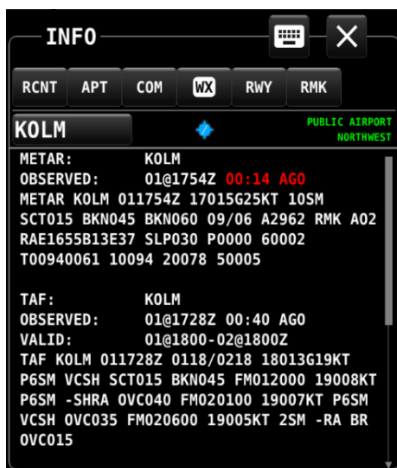 INFO
RCNT APT COM WX RWY RMK
KOLM PUBLIC AIRPORT
NORTHWEST
METAR: KOLM
OBSERVED: 01@1754Z 00:14 AGO
METAR KOLM 011754Z 17015G25KT 10SM
SCT015 BKN045 BKN060 09/06 A2962 RMK AO2
RAE1655B13E37 SLP030 P0000 60002
T00940061 10094 20078 50005
TAF: KOLM
OBSERVED: 01@1728Z 00:40 AGO
VALID: 01@1800-02@1800Z
TAF KOLM 011728Z 0118/0218 18013G19KT
P6SM VCSH SCT015 BKN045 FM012000 19008KT
P6SM -SHRA OVC040 FM020100 19007KT P6SM
VCSH OVC035 FM020600 19005KT 2SM -RA BR
OVC015